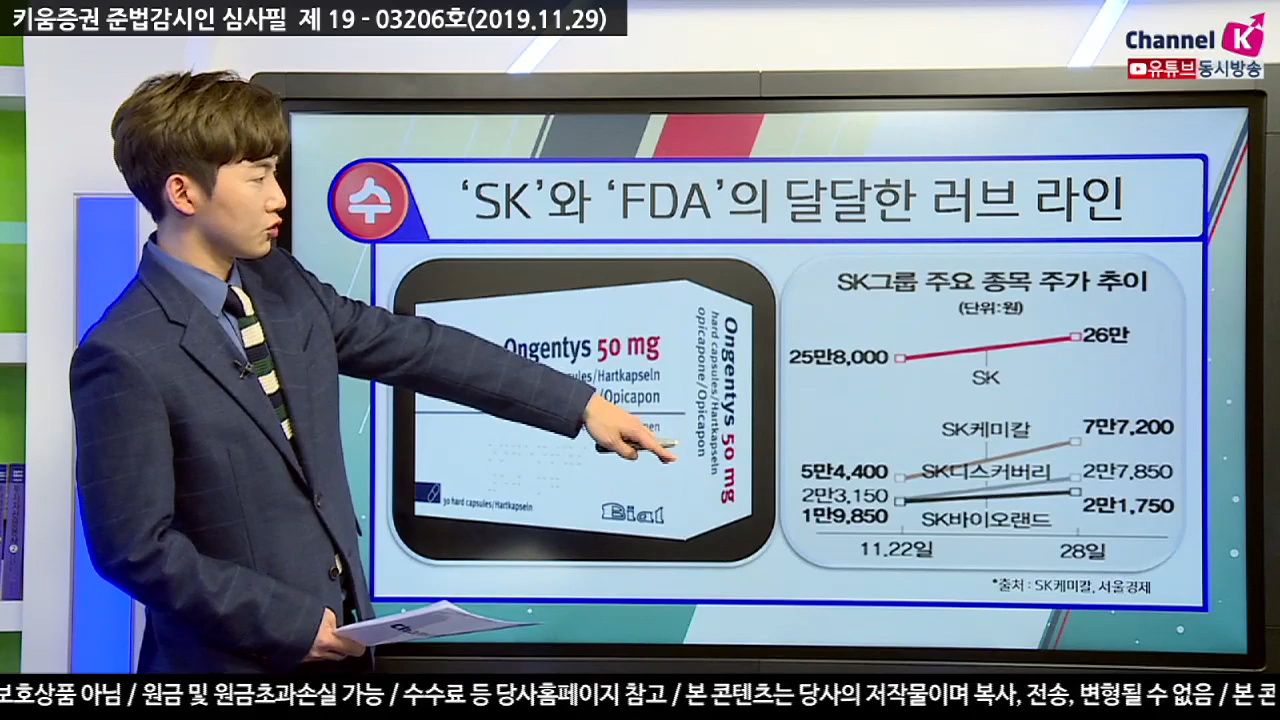 키움증권 준법감시인 심사필 제 19 - 03206호(2019.11.29)
Channel K
유튜브 동시방송
수
‘SK’와 ‘FDA’의 달달한 러브 라인
Ongentys 50 mg
/Hartkapseln
/Opicapon
30 hard capsules/Hartkapseln
Bial
Ongentys 50 mg
hard capsules/Hartkapseln
opicapone/Opicapon
SK그룹 주요 종목 주가 추이
(단위:원)
25만8,000
26만
SK
SK케미칼
7만7,200
5만4,400
SK디스커버리
2만7,850
2만3,150
1만9,850
SK바이오랜드
2만1,750
11.22일
28일
*출처 : SK케미칼, 서울경제
보호상품 아님 / 원금 및 원금초과손실 가능 / 수수료 등 당사홈페이지 참고 / 본 콘텐츠는 당사의 저작물이며 복사, 전송, 변형될 수 없음 / 본 콘